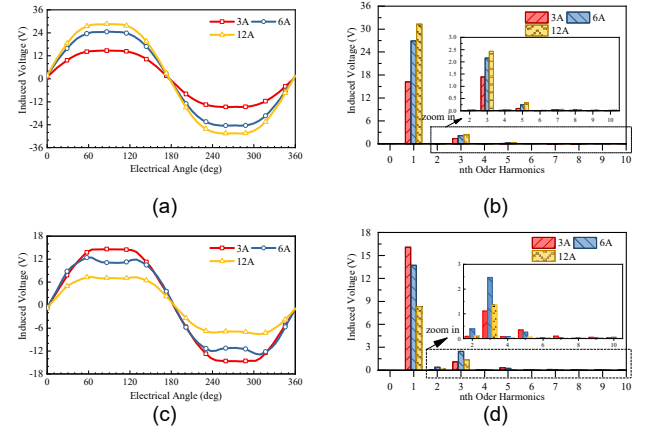 (a)
Induced Voltage (V)
36
24
12
0
-12
-24
-36
3A 6A
12A
0 60 120 180 240 300 360
Electrical Angle (deg)
(a)
(b)
Induced Voltage (V)
36
30
24
18
12
6
0
3A 6A
12A
3.0
2.5
2.0
1.5
1.0
0.5
0.0
2 3 4 5 6 7 8 9 10
zoom in
0 1 2 3 4 5 6 7 8 9 10
nth Oder Harmonics
(b)
(c)
Induced Voltage (V)
18
12
6
0
-6
-12
-18
3A 6A
12A
0 60 120 180 240 300 360
Electrical Angle (deg)
(c)
(d)
Induced Voltage (V)
18
15
12
9
6
3
0
3A 6A
12A
3
2
1
0
2 3 4 5 6 7 8 9 10
zoom in
0 1 2 3 4 5 6 7 8 9 10
nth Oder Harmonics
(d)